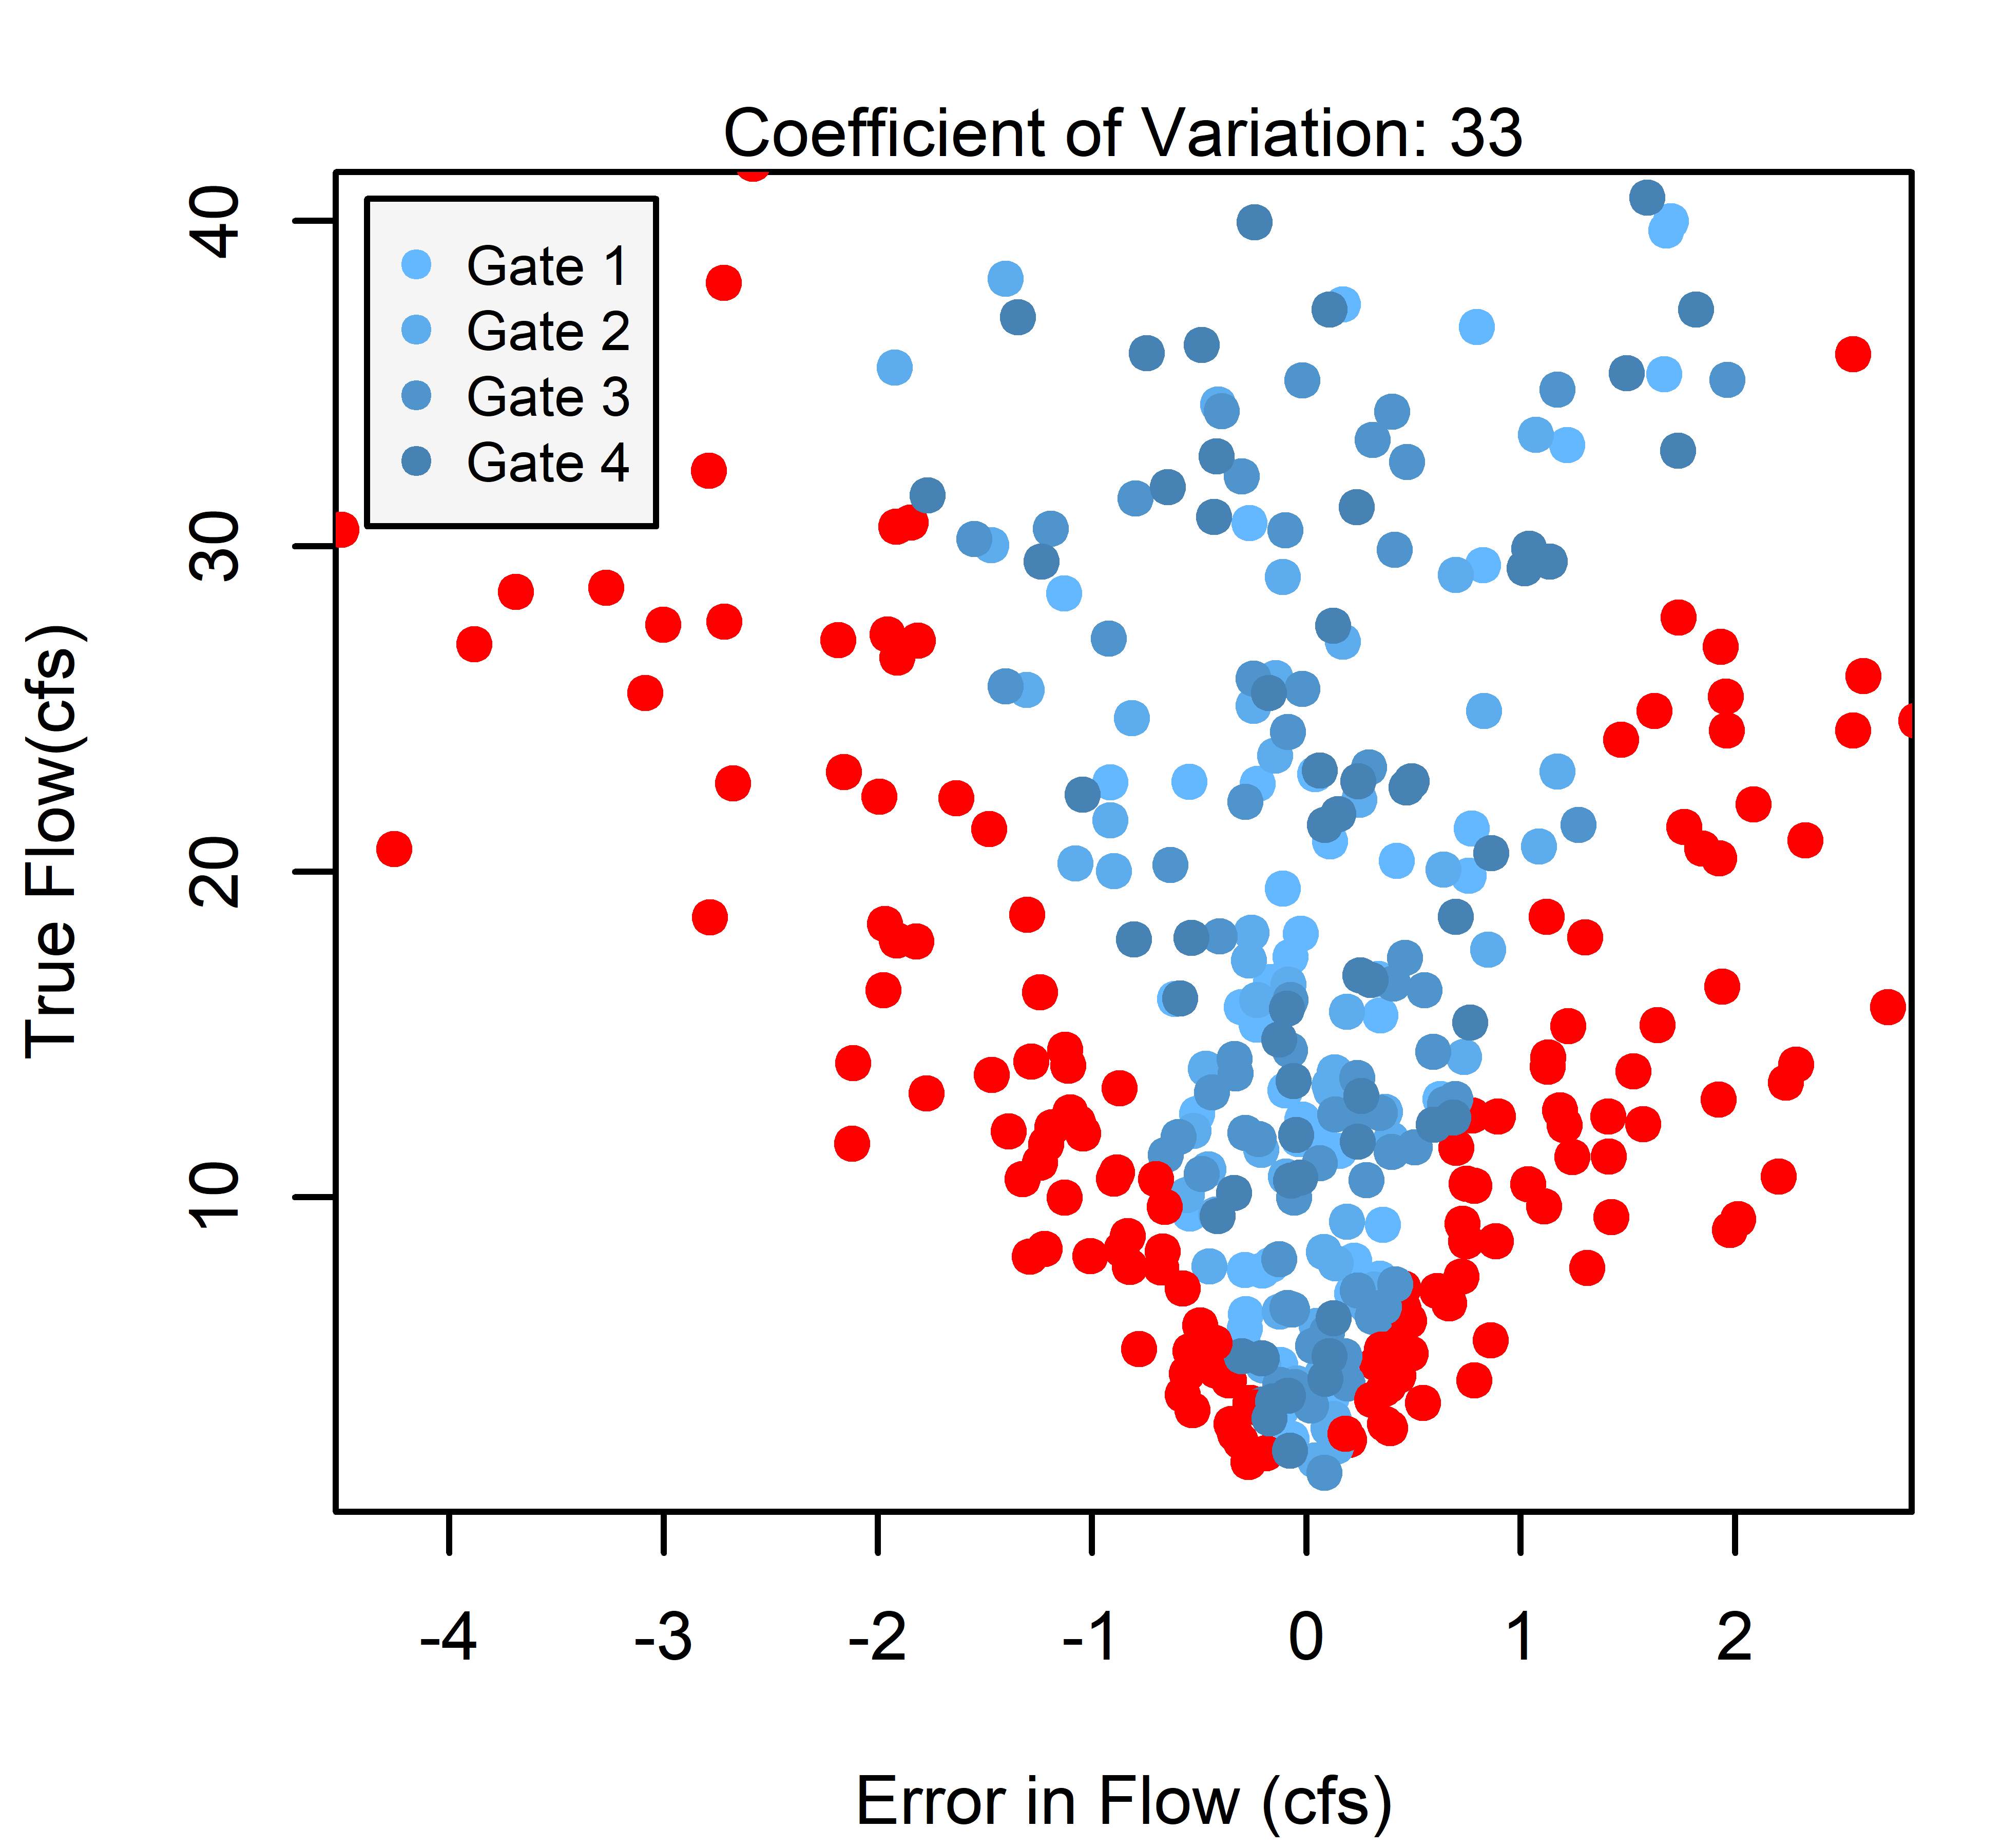 Coefficient of Variation: 33
Gate 1
Gate 2
Gate 3
Gate 4
True Flow(cfs)
40
30
20
10
-4 -3 -2 -1 0 1 2
Error in Flow (cfs)